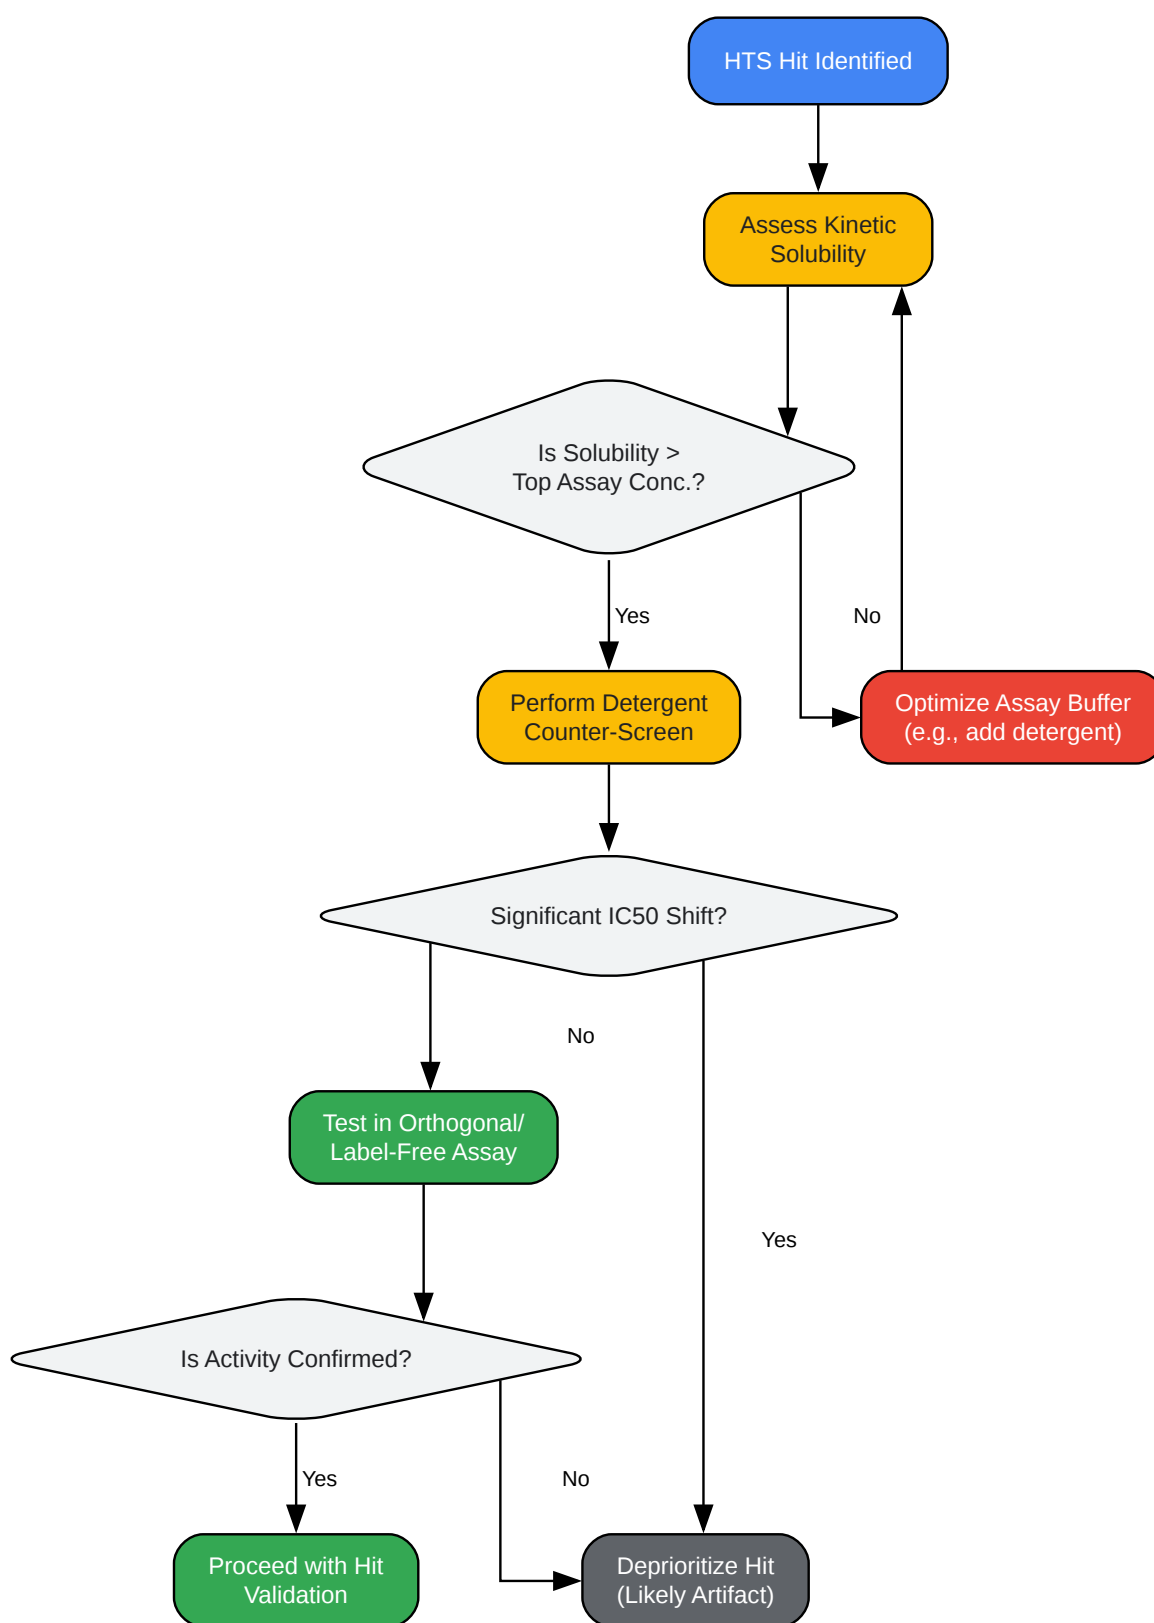 HTS Hit Identified
Assess Kinetic
Solubility
Is Solubility >
Top Assay Conc.?
Yes
No
Perform Detergent
Counter-Screen
Optimize Assay Buffer
(e.g., add detergent)
Significant IC50 Shift?
No
Test in Orthogonal/
Label-Free Assay
Yes
Is Activity Confirmed?
Yes
No
Proceed with Hit
Validation
Deprioritize Hit
(Likely Artifact)